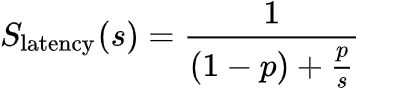 S_latency(s) = 1 / ((1 − p) + p/s)